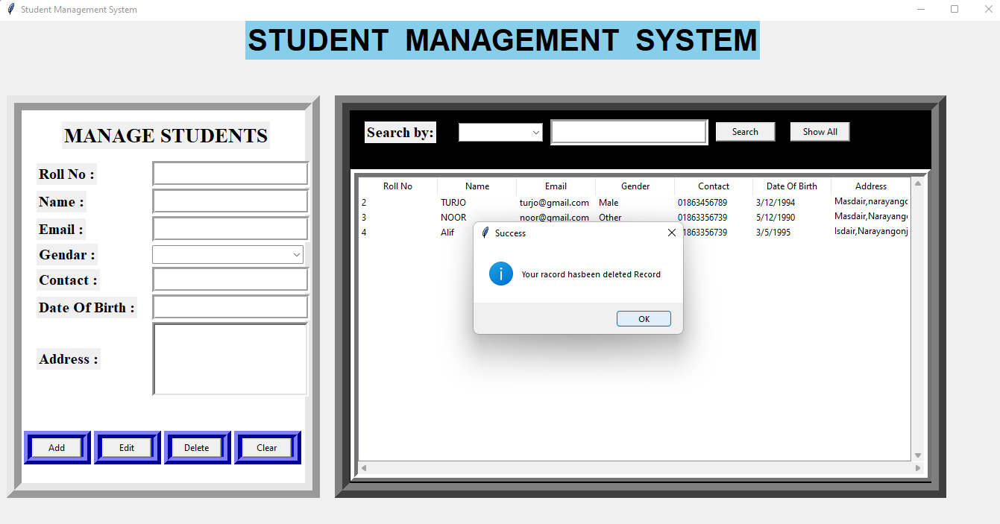 Student Management System
STUDENT MANAGEMENT SYSTEM
MANAGE STUDENTS
Roll No :
Name :
Email :
Gendar :
Contact :
Date Of Birth :
Address :
Add Edit Delete Clear
Search by: Search Show All
Roll No Name Email Gender Contact Date Of Birth Address
2 TURJO turjo@gmail.com Male 01863456789 3/12/1994 Masdair,narayango
3 NOOR noor@gmail.com Other 01863356739 5/12/1990 Masdair,Narayang
4 Alif 01863356739 3/5/1995 Isdair,Narayangonj
Success
Your racord hasbeen deleted Record
OK